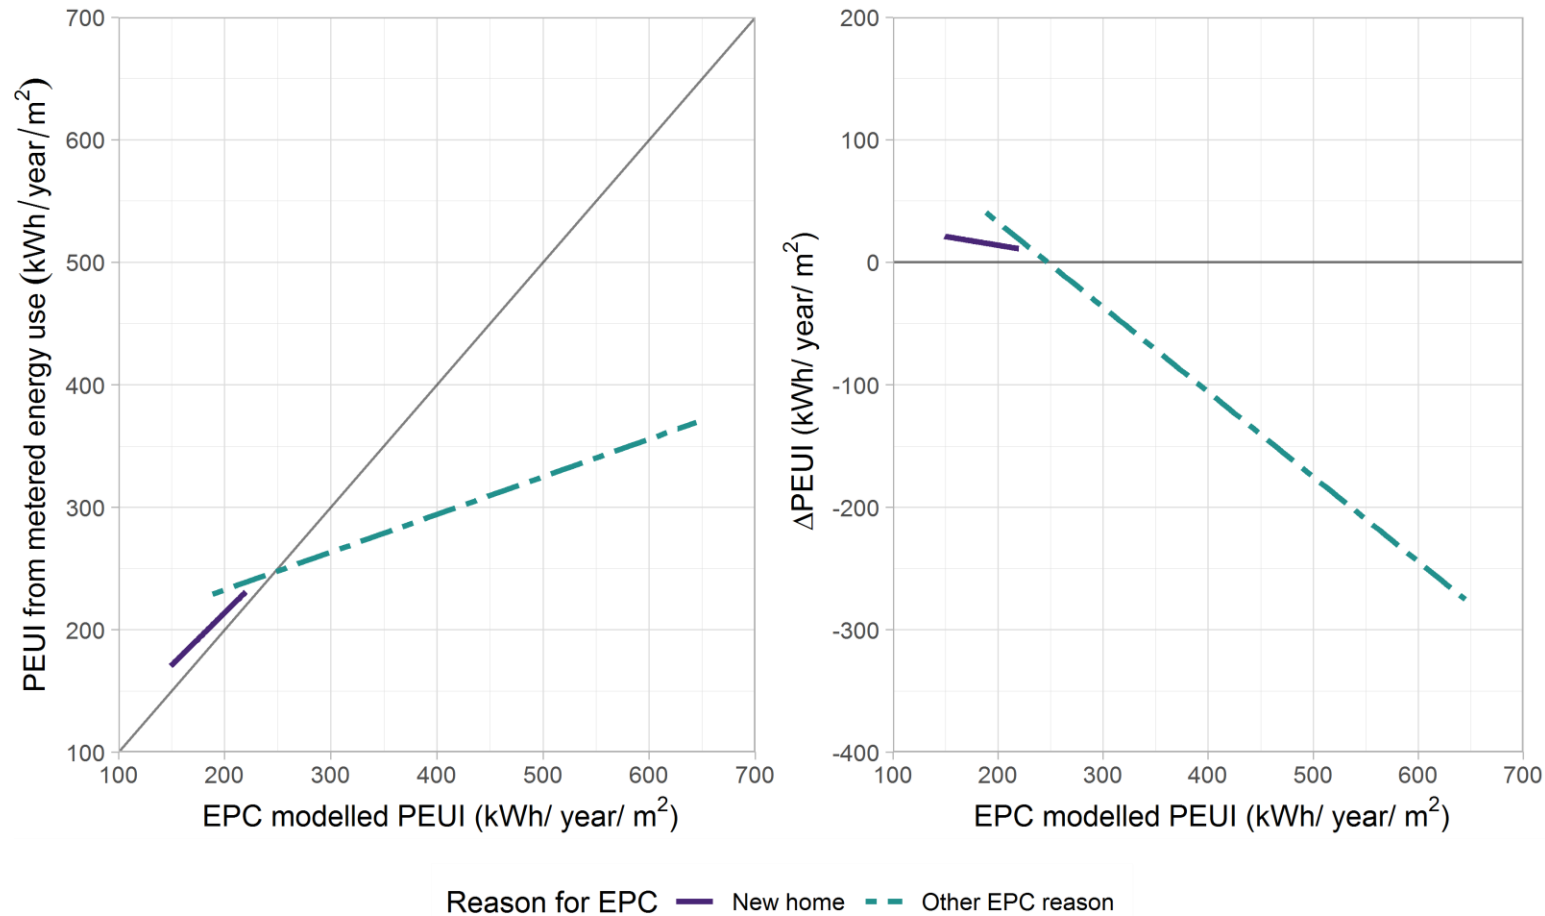 700
600
500
400
300
200
100
100 200 300 400 500 600 700
PEUI from metered energy use (kWh/year/m²)
EPC modelled PEUI (kWh/ year/ m²)
200
100
0
-100
-200
-300
-400
100 200 300 400 500 600 700
ΔPEUI (kWh/ year/ m²)
EPC modelled PEUI (kWh/ year/ m²)
Reason for EPC New home Other EPC reason